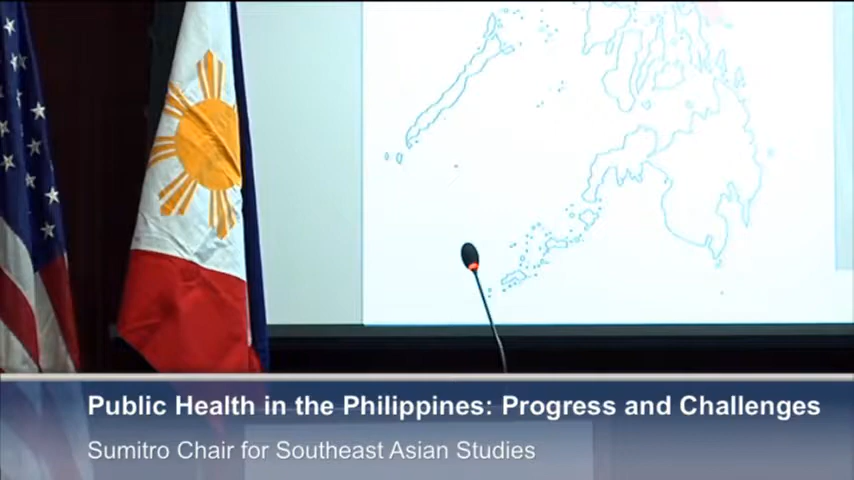 Public Health in the Philippines: Progress and Challenges
Sumitro Chair for Southeast Asian Studies